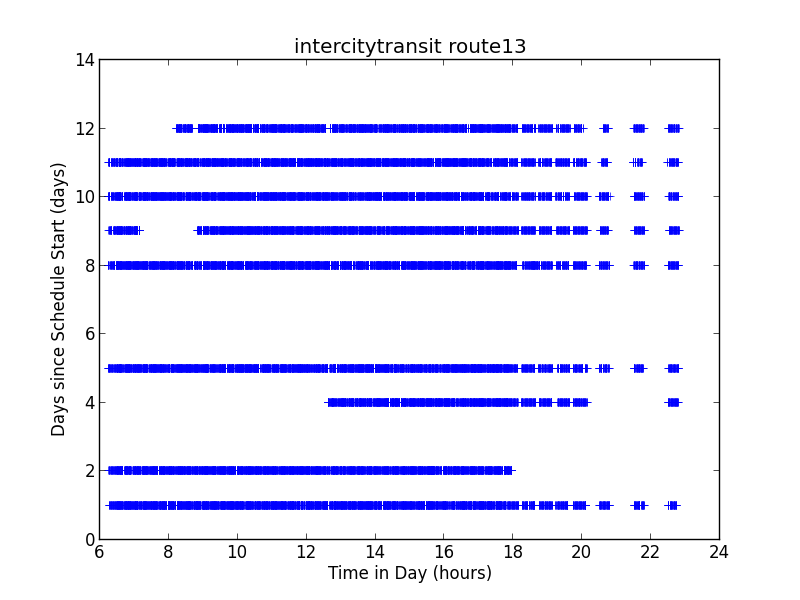 intercitytransit route13
Days since Schedule Start (days)
14
12
10
8
6
4
2
0
6 8 10 12 14 16 18 20 22 24
Time in Day (hours)